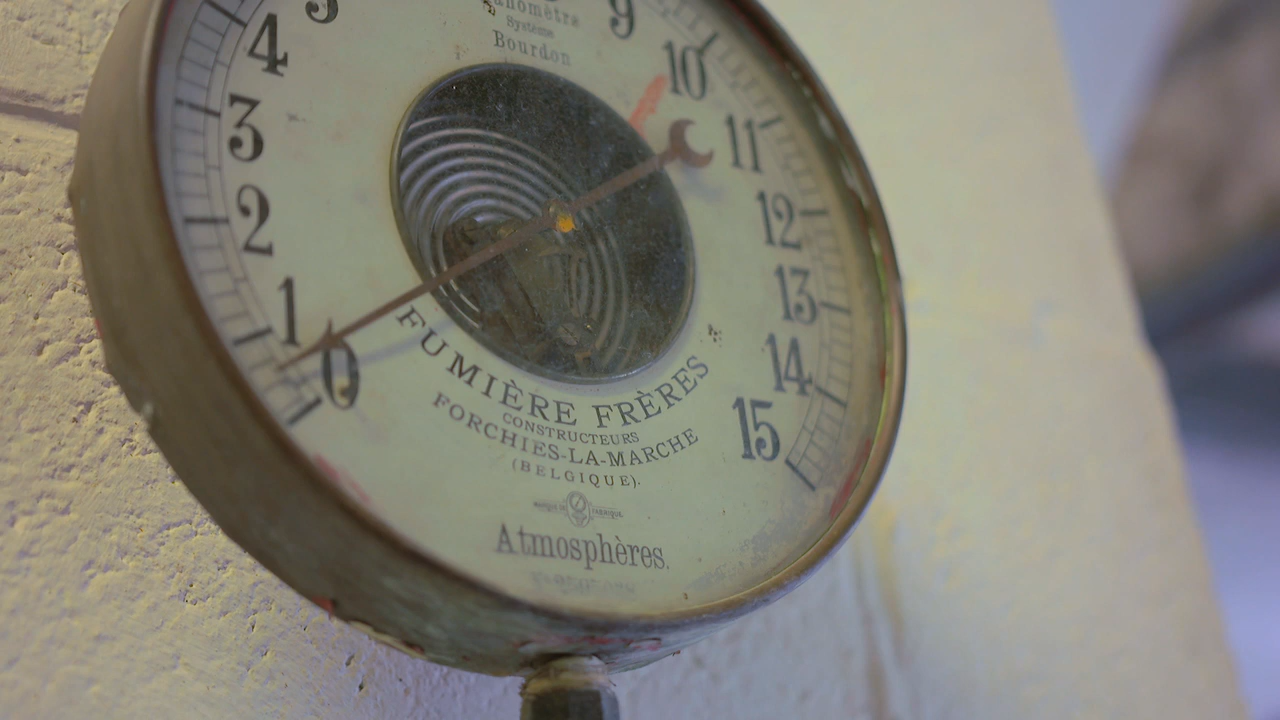 Système
Bourdon
4
3
2
1
0
9
10
11
12
13
14
15
FUMIÈRE FRÈRES
CONSTRUCTEURS
FORCHIES-LA-MARCHE
(BELGIQUE).
Atmosphères.